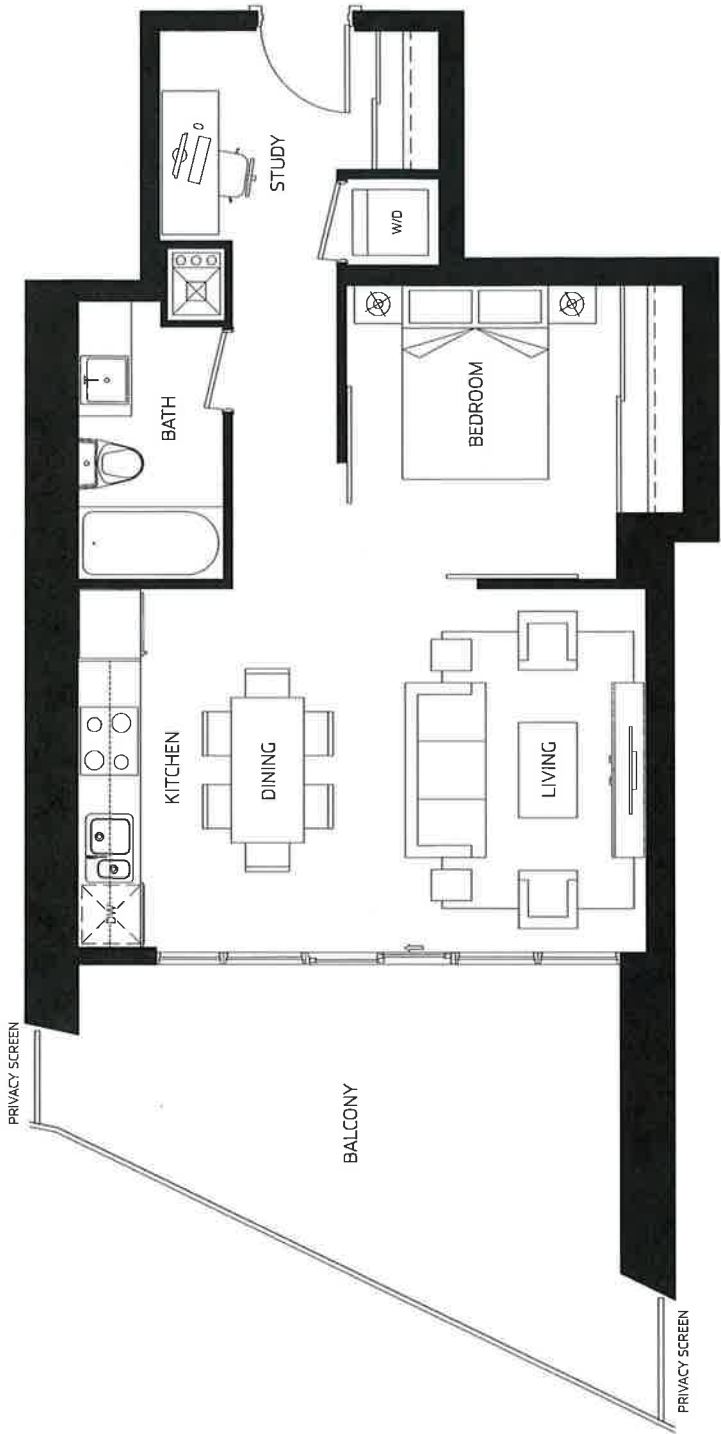 STUDY
W/D
BATH
BEDROOM
KITCHEN
DINING
LIVING
DW
PRIVACY SCREEN
BALCONY
PRIVACY SCREEN